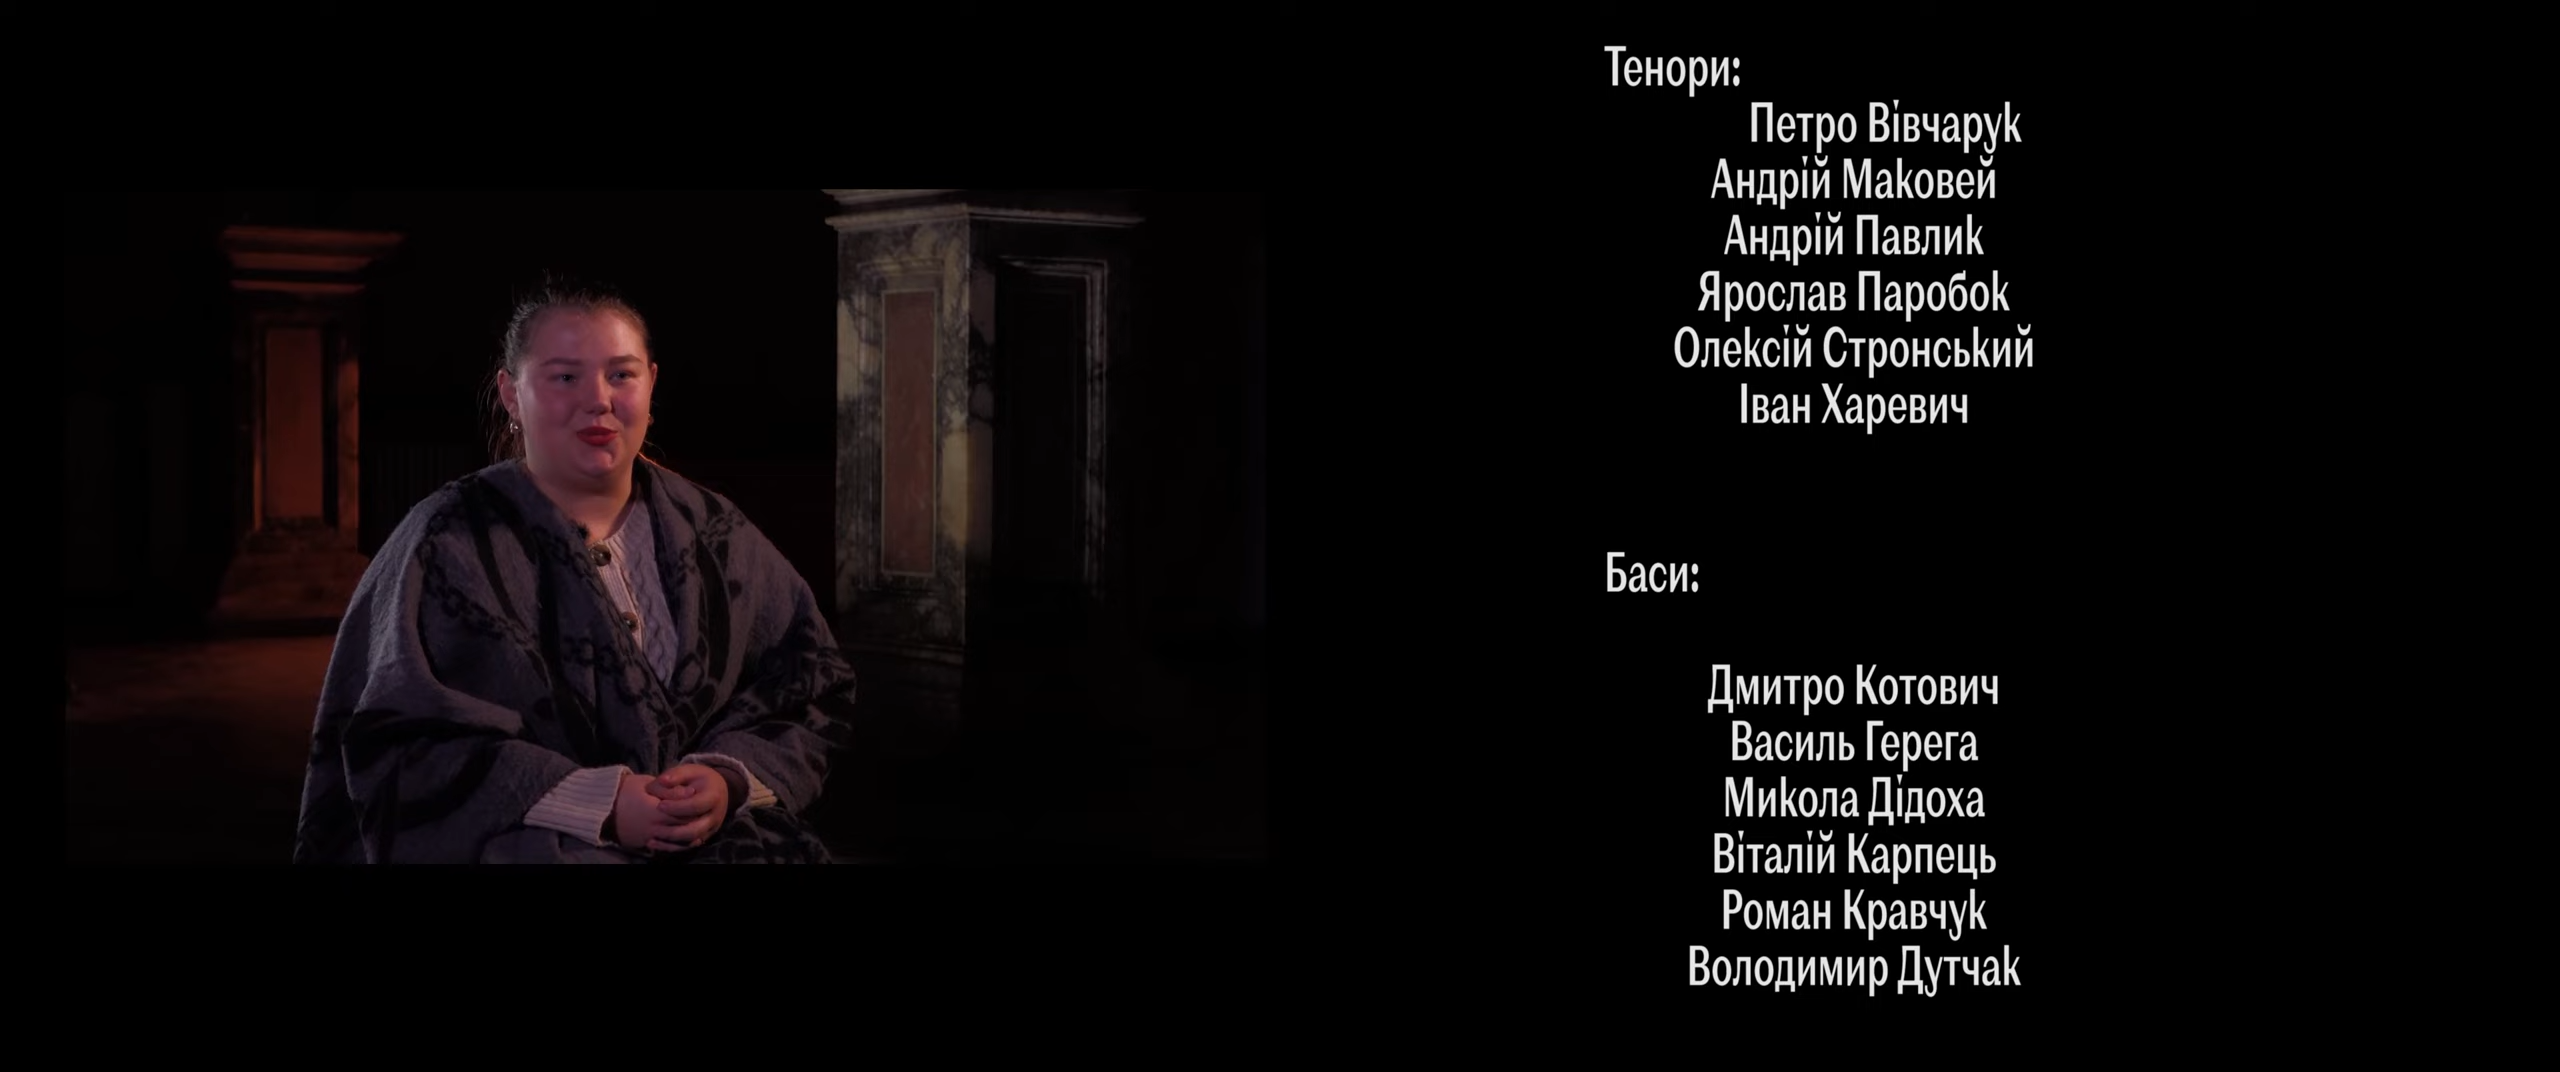 Тенори:
Петро Вівчарук
Андрій Маковей
Андрій Павлик
Ярослав Паробок
Олексій Стронський
Іван Харевич
Баси:
Дмитро Котович
Василь Герега
Микола Дідоха
Віталій Карпець
Роман Кравчук
Володимир Дутчак